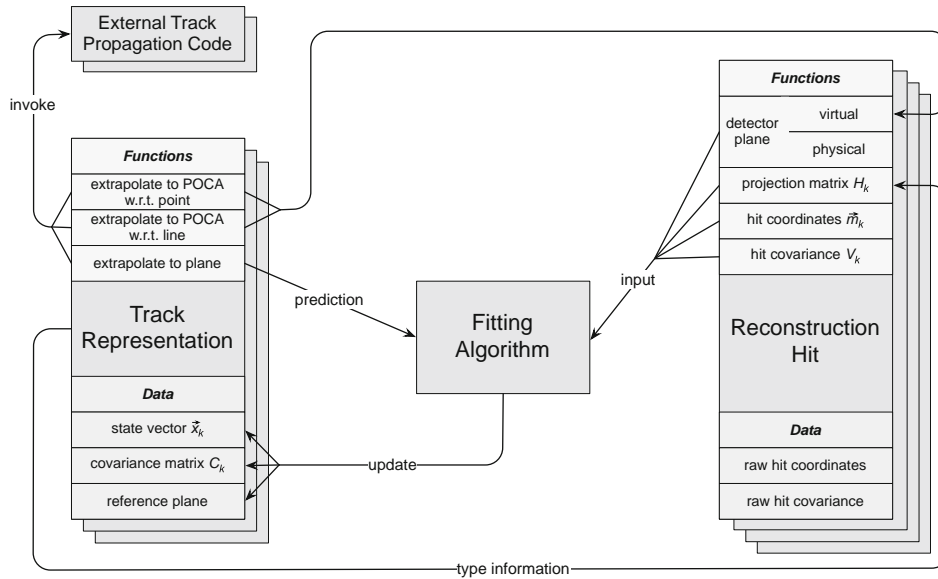 External Track
Propagation Code
invoke
Functions
extrapolate to POCA
w.r.t. point
extrapolate to POCA
w.r.t. line
extrapolate to plane
Track
Representation
Data
state vector x⃗ₖ
covariance matrix Cₖ
reference plane
prediction
Fitting
Algorithm
update
input
Functions
detector
plane
virtual
physical
projection matrix Hₖ
hit coordinates m⃗ₖ
hit covariance Vₖ
Reconstruction
Hit
Data
raw hit coordinates
raw hit covariance
type information